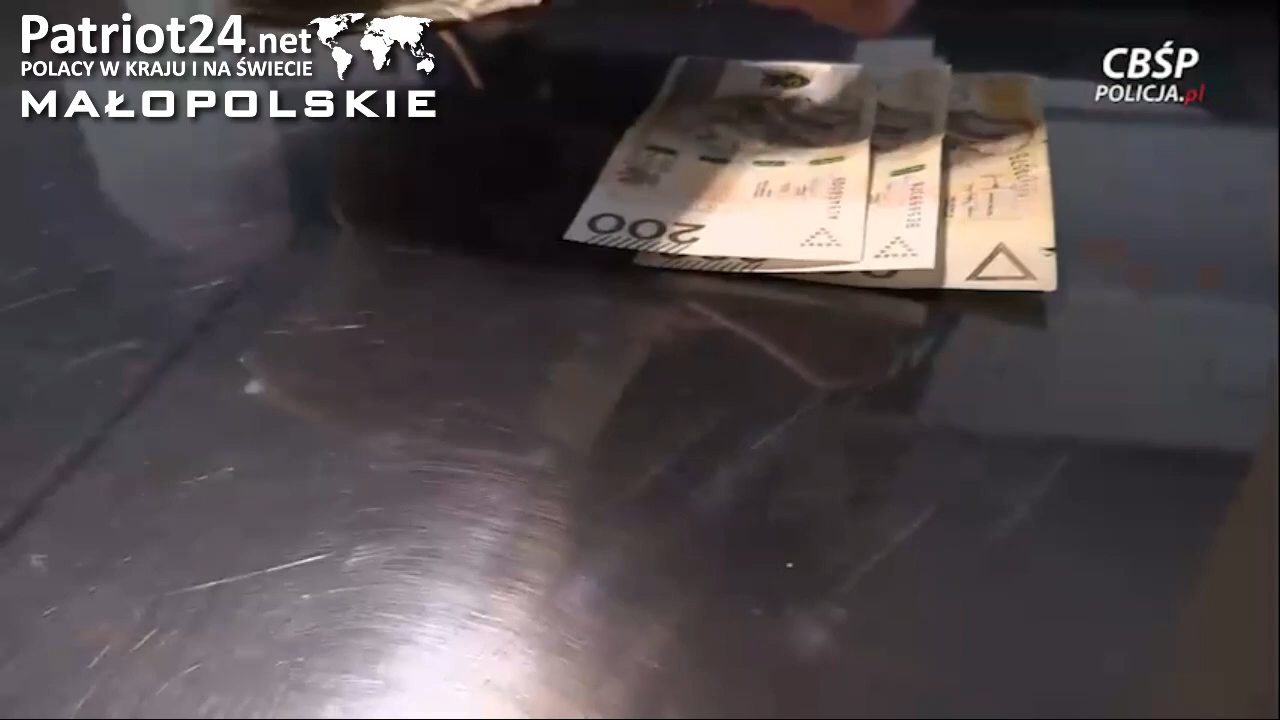 Patriot24.net
POLACY W KRAJU I NA ŚWIECIE
MAŁOPOLSKIE
CBŚP
POLICJA.pl
200